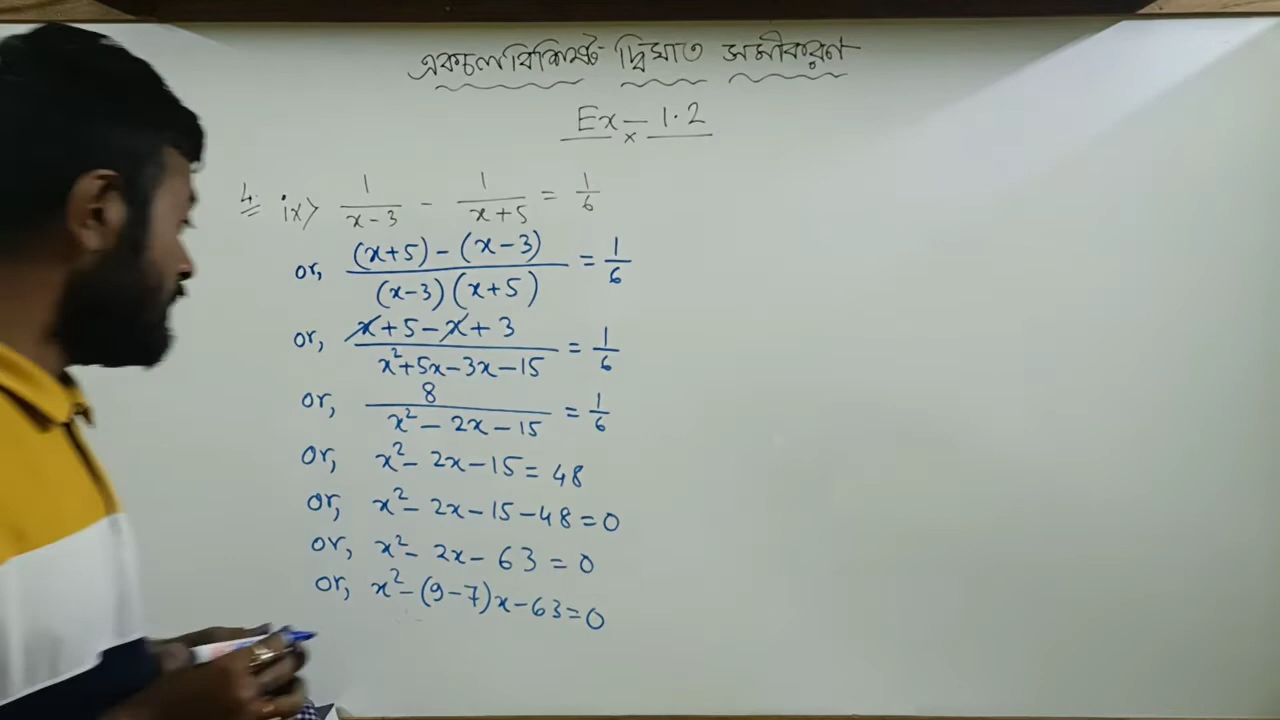 একচলবিশিষ্ট দ্বিঘাত সমীকরণ
Ex — 1.2
4. ix> 1/(x-3) - 1/(x+5) = 1/6
or, ((x+5)-(x-3))/((x-3)(x+5)) = 1/6
or, (x+5-x+3)/(x²+5x-3x-15) = 1/6
or, 8/(x²-2x-15) = 1/6
or, x²-2x-15=48
or, x²-2x-15-48=0
or, x²-2x-63=0
or, x²-(9-7)x-63=0